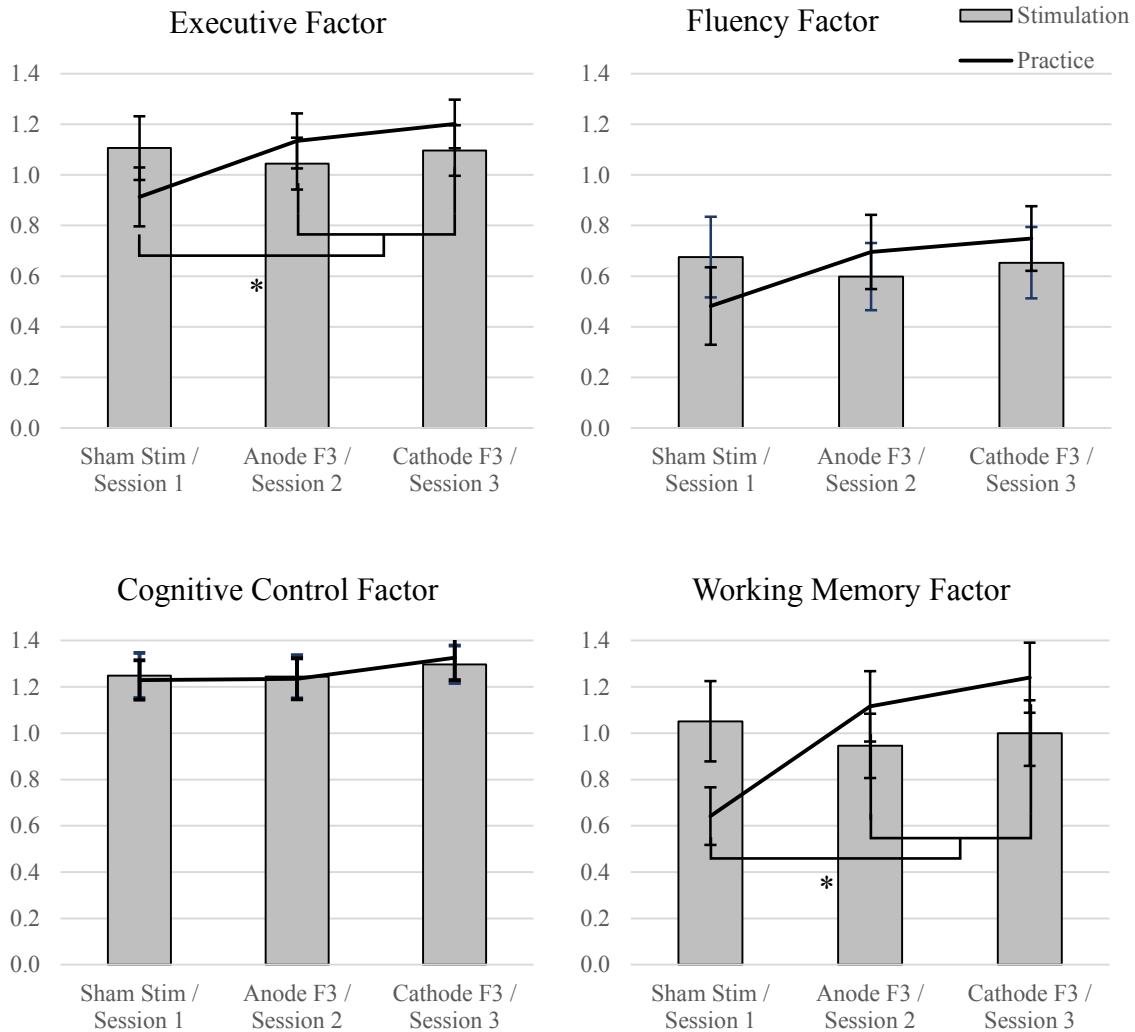 Executive Factor
Fluency Factor
Stimulation
Practice
1.4
1.2
1.0
0.8
0.6
0.4
0.2
0.0
*
Sham Stim /
Session 1
Anode F3 /
Session 2
Cathode F3 /
Session 3
1.4
1.2
1.0
0.8
0.6
0.4
0.2
0.0
Sham Stim /
Session 1
Anode F3 /
Session 2
Cathode F3 /
Session 3
Cognitive Control Factor
1.4
1.2
1.0
0.8
0.6
0.4
0.2
0.0
Sham Stim /
Session 1
Anode F3 /
Session 2
Cathode F3 /
Session 3
Working Memory Factor
1.4
1.2
1.0
0.8
0.6
0.4
0.2
0.0
*
Sham Stim /
Session 1
Anode F3 /
Session 2
Cathode F3 /
Session 3